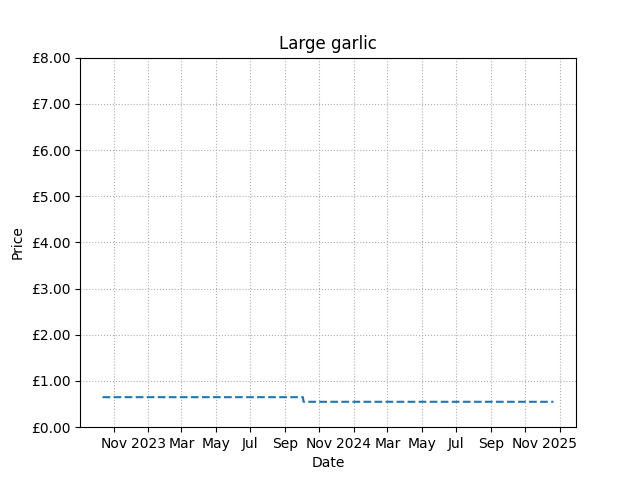 Large garlic
£8.00
£7.00
£6.00
£5.00
£4.00
£3.00
£2.00
£1.00
£0.00
Price
Nov 2023 Mar May Jul Sep Nov 2024 Mar May Jul Sep Nov 2025
Date